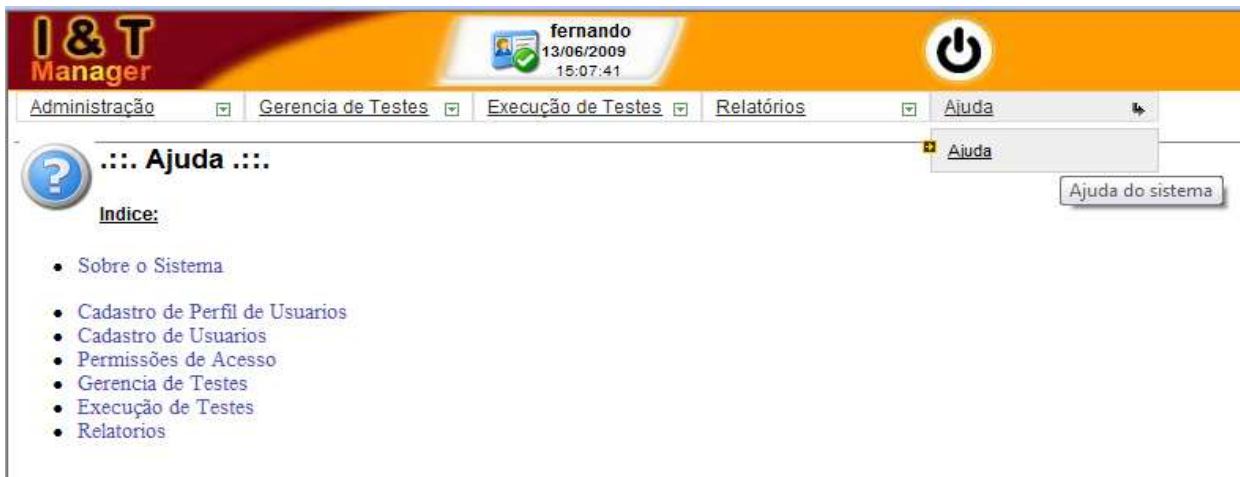 I & T
Manager
fernando
13/06/2009
15:07:41
Administração Gerencia de Testes Execução de Testes Relatórios Ajuda
Ajuda
Ajuda do sistema
.::. Ajuda .::.
Indice:
Sobre o Sistema
Cadastro de Perfil de Usuarios
Cadastro de Usuarios
Permissões de Acesso
Gerencia de Testes
Execução de Testes
Relatorios